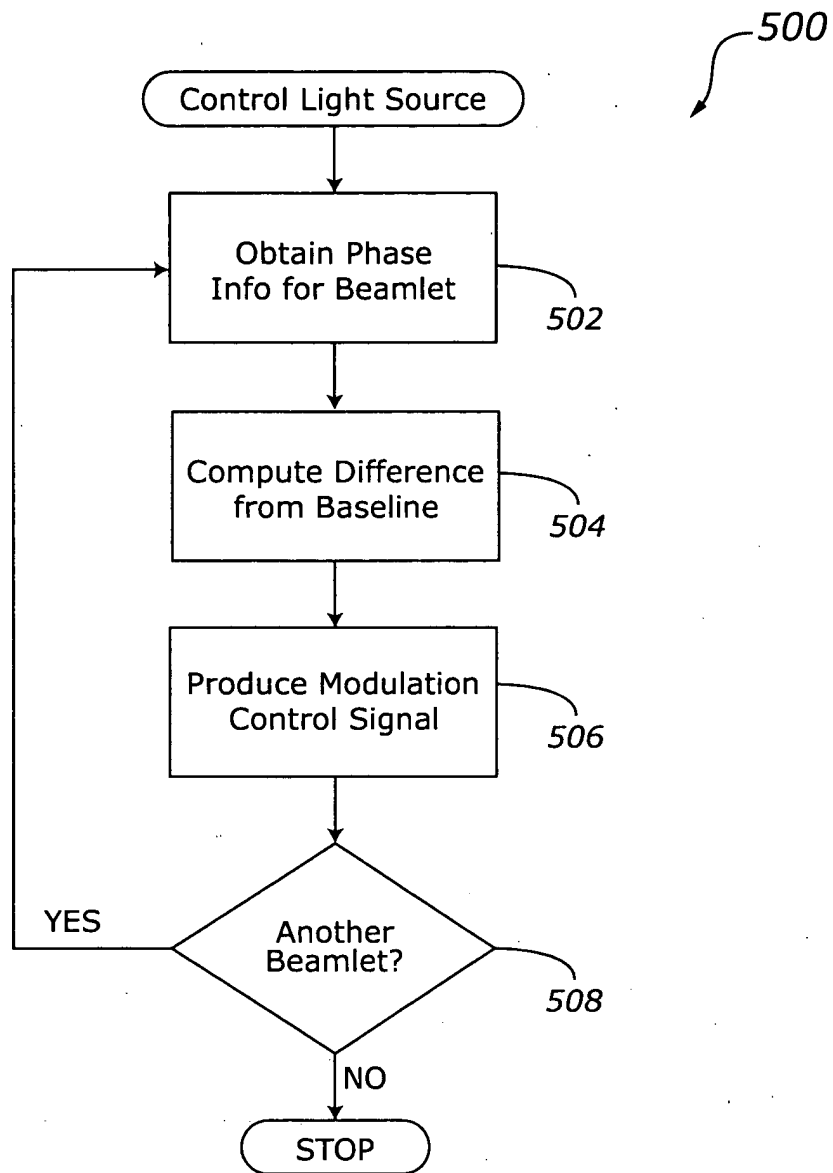 500
Control Light Source
Obtain Phase
Info for Beamlet
502
Compute Difference
from Baseline
504
Produce Modulation
Control Signal
506
YES
Another
Beamlet?
508
NO
STOP